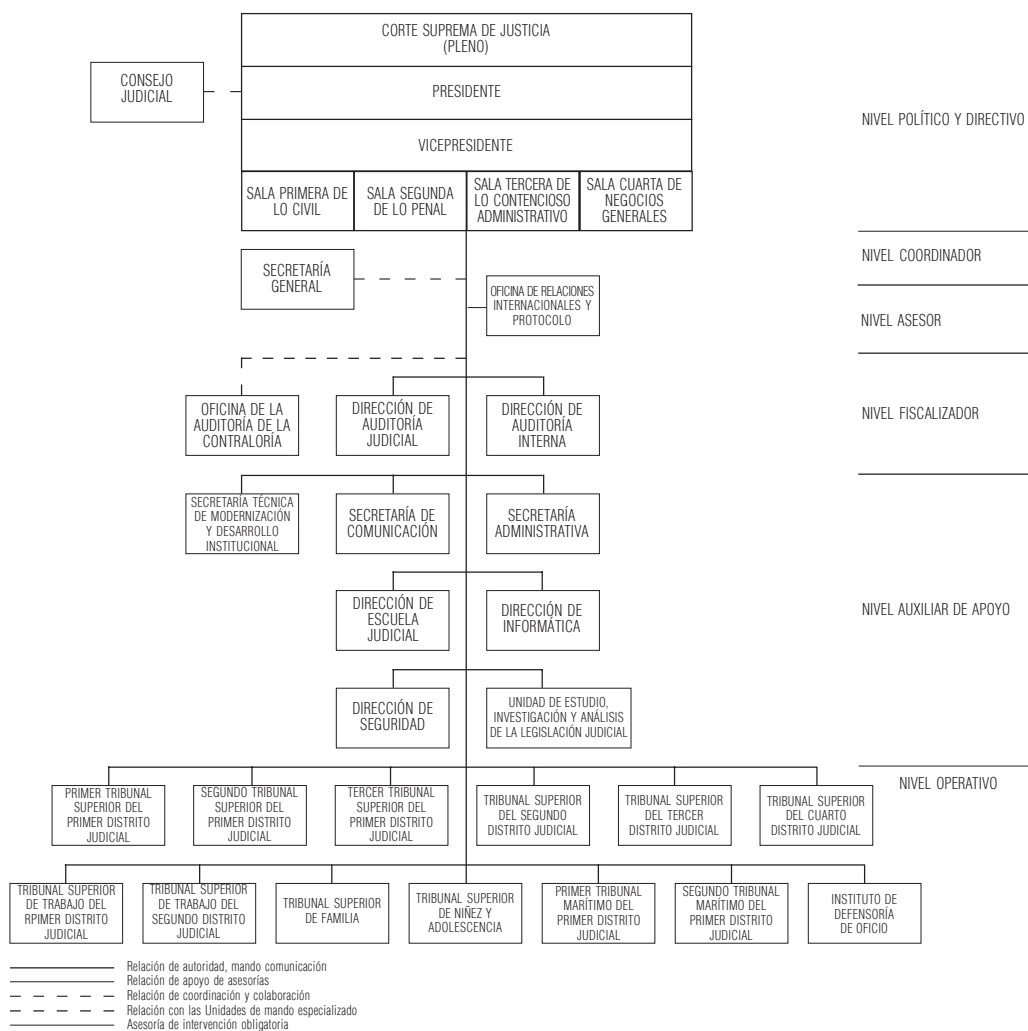 CORTE SUPREMA DE JUSTICIA
(PLENO)
CONSEJO
JUDICIAL
PRESIDENTE
VICEPRESIDENTE
NIVEL POLÍTICO Y DIRECTIVO
SALA PRIMERA DE
LO CIVIL
SALA SEGUNDA
DE LO PENAL
SALA TERCERA DE
LO CONTENCIOSO
ADMINISTRATIVO
SALA CUARTA DE
NEGOCIOS
GENERALES
SECRETARÍA
GENERAL
NIVEL COORDINADOR
OFICINA DE RELACIONES
INTERNACIONALES Y
PROTOCOLO
NIVEL ASESOR
OFICINA DE LA
AUDITORÍA DE LA
CONTRALORÍA
DIRECCIÓN DE
AUDITORÍA
JUDICIAL
DIRECCIÓN DE
AUDITORÍA
INTERNA
NIVEL FISCALIZADOR
SECRETARÍA TÉCNICA
DE MODERNIZACIÓN
Y DESARROLLO
INSTITUCIONAL
SECRETARÍA DE
COMUNICACIÓN
SECRETARÍA
ADMINISTRATIVA
DIRECCIÓN DE
ESCUELA
JUDICIAL
DIRECCIÓN DE
INFORMÁTICA
NIVEL AUXILIAR DE APOYO
DIRECCIÓN DE
SEGURIDAD
UNIDAD DE ESTUDIO,
INVESTIGACIÓN Y ANÁLISIS
DE LA LEGISLACIÓN JUDICIAL
NIVEL OPERATIVO
PRIMER TRIBUNAL
SUPERIOR DEL
PRIMER DISTRITO
JUDICIAL
SEGUNDO TRIBUNAL
SUPERIOR DEL
PRIMER DISTRITO
JUDICIAL
TERCER TRIBUNAL
SUPERIOR DEL
PRIMER DISTRITO
JUDICIAL
TRIBUNAL SUPERIOR
DEL SEGUNDO
DISTRITO JUDICIAL
TRIBUNAL SUPERIOR
DEL TERCER
DISTRITO JUDICIAL
TRIBUNAL SUPERIOR
DEL CUARTO
DISTRITO JUDICIAL
TRIBUNAL SUPERIOR
DE TRABAJO DEL
RPIMER DISTRITO
JUDICIAL
TRIBUNAL SUPERIOR
DE TRABAJO DEL
SEGUNDO DISTRITO
JUDICIAL
TRIBUNAL SUPERIOR
DE FAMILIA
TRIBUNAL SUPERIOR
DE NIÑEZ Y
ADOLESCENCIA
PRIMER TRIBUNAL
MARÍTIMO DEL
PRIMER DISTRITO
JUDICIAL
SEGUNDO TRIBUNAL
MARÍTIMO DEL
PRIMER DISTRITO
JUDICIAL
INSTITUTO DE
DEFENSORÍA
DE OFICIO
Relación de autoridad, mando comunicación
Relación de apoyo de asesorías
Relación de coordinación y colaboración
Relación con las Unidades de mando especializado
Asesoría de intervención obligatoria